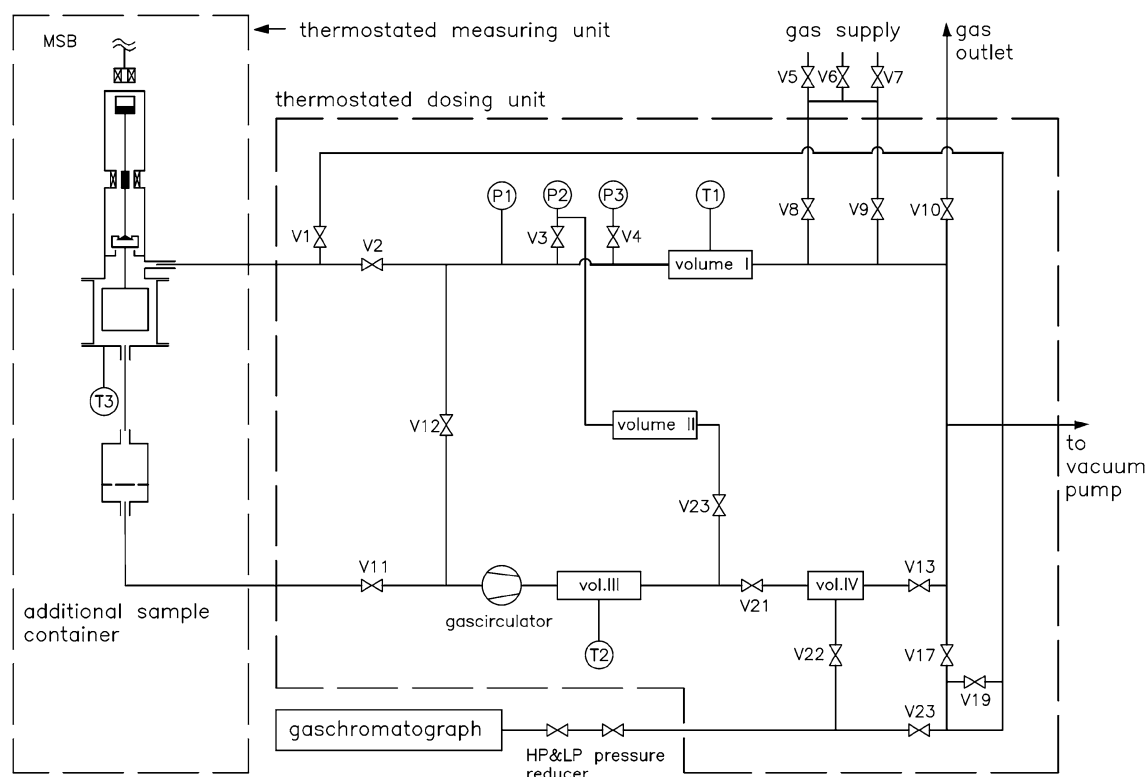 MSB
thermostated measuring unit
gas supply
gas
outlet
V5
V6
V7
thermostated dosing unit
P1
P2
P3
T1
V8
V9
V10
V1
V2
V3
V4
volume I
T3
V12
volume II
to
vacuum
pump
V23
V11
vol.III
V21
vol.IV
V13
gascirculator
additional sample
container
T2
V22
V17
V19
gaschromatograph
V23
HP&LP pressure
reducer